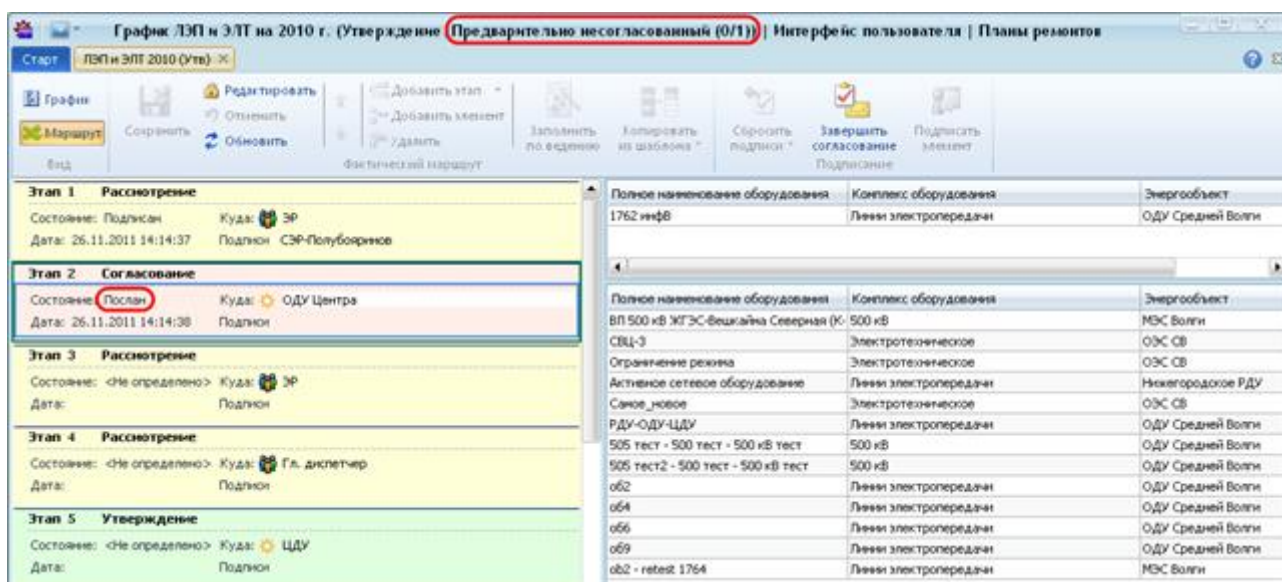 График ЛЭП и ЭЛТ на 2010 г. (Утверждение (Предварительно несогласованный (0/1)) | Интерфейс пользователя | Планы ремонтов
Старт ЛЭП и ЭЛТ 2010 (Утв)
График
Маршрут
Вид
Сохранить
Редактировать
Отменить
Обновить
Добавить этап
Добавить элемент
Удалить
Фактический маршрут
Заполнить по ведению
Копировать из шаблона
Сбросить подписи
Завершить согласование
Подписать элемент
Подписание
Этап 1 Рассмотрение
Состояние: Подписан Куда: ЭР
Дата: 26.11.2011 14:14:37 Подписи СЭР-Полубояринов
Этап 2 Согласование
Состояние: Послан Куда: ОДУ Центра
Дата: 26.11.2011 14:14:38 Подписи
Этап 3 Рассмотрение
Состояние: <Не определено> Куда: ЭР
Дата: Подписи
Этап 4 Рассмотрение
Состояние: <Не определено> Куда: Гл. диспетчер
Дата: Подписи
Этап 5 Утверждение
Состояние: <Не определено> Куда: ЦДУ
Дата: Подписи
Полное наименование оборудования Комплекс оборудования Энергообъект
1762 инфВ Линии электропередачи ОДУ Средней Волги
Полное наименование оборудования Комплекс оборудования Энергообъект
ВЛ 500 кВ ЖГЭС-Вешкайма Северная (К- 500 кВ МЭС Волги
СВЦ-3 Электротехническое ОЭС СВ
Ограничение режима Электротехническое ОЭС СВ
Активное сетевое оборудование Линии электропередачи Нижегородское РДУ
Самое_новое Электротехническое ОЭС СВ
РДУ-ОДУ-ЦДУ Линии электропередачи ОДУ Средней Волги
505 тест - 500 тест - 500 кВ тест 500 кВ ОДУ Средней Волги
505 тест2 - 500 тест - 500 кВ тест 500 кВ ОДУ Средней Волги
об2 Линии электропередачи ОДУ Средней Волги
об4 Линии электропередачи ОДУ Средней Волги
об6 Линии электропередачи ОДУ Средней Волги
об9 Линии электропередачи ОДУ Средней Волги
ob2 - retest 1764 Линии электропередачи МЭС Волги